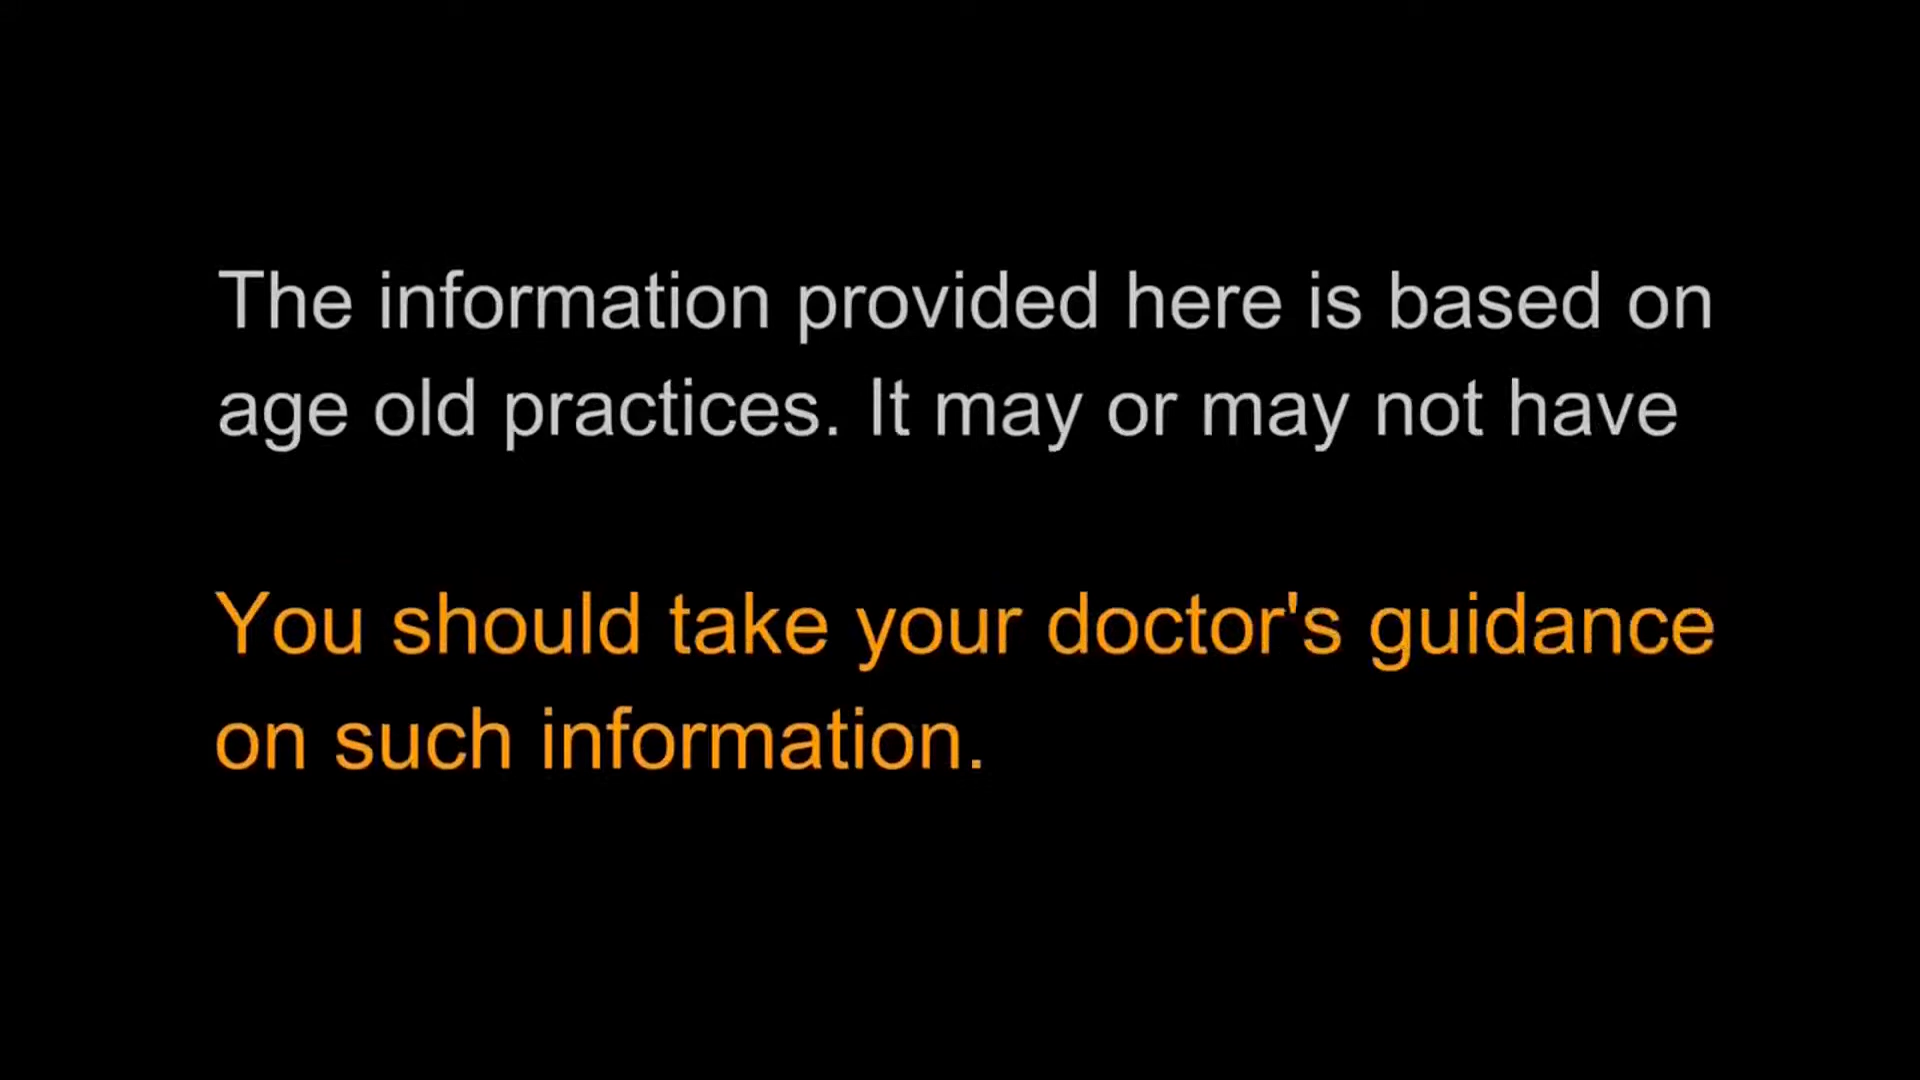 The information provided here is based on
age old practices. It may or may not have
You should take your doctor's guidance
on such information.